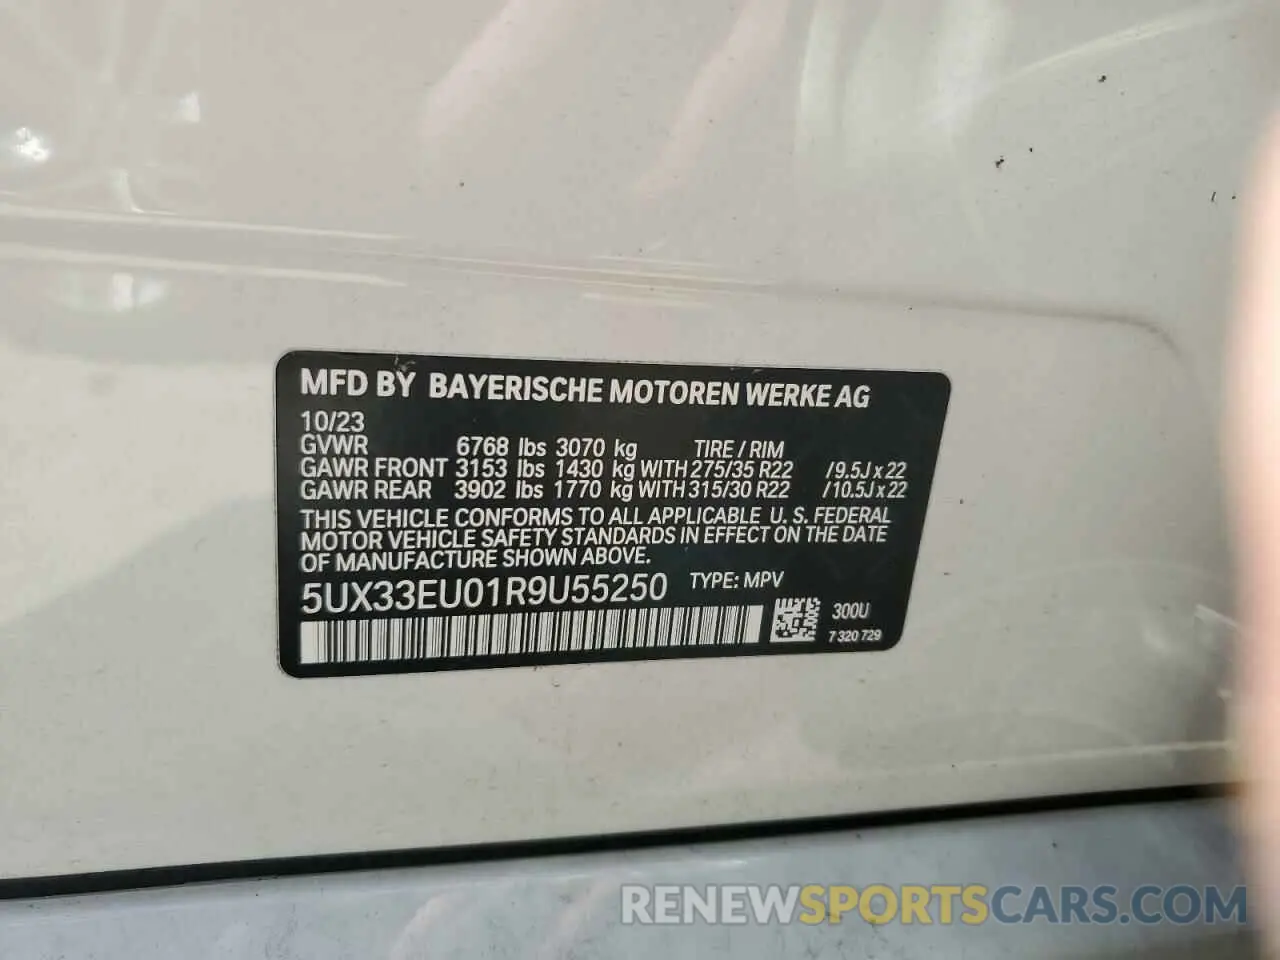 MFD BY BAYERISCHE MOTOREN WERKE AG
10/23
GVWR 6768 lbs 3070 kg TIRE / RIM
GAWR FRONT 3153 lbs 1430 kg WITH 275/35 R22 /9.5J x 22
GAWR REAR 3902 lbs 1770 kg WITH 315/30 R22 /10.5J x 22
THIS VEHICLE CONFORMS TO ALL APPLICABLE U. S. FEDERAL
MOTOR VEHICLE SAFETY STANDARDS IN EFFECT ON THE DATE
OF MANUFACTURE SHOWN ABOVE.
5UX33EU01R9U55250 TYPE: MPV
300U
7 320 729
RENEWSPORTSCARS.COM